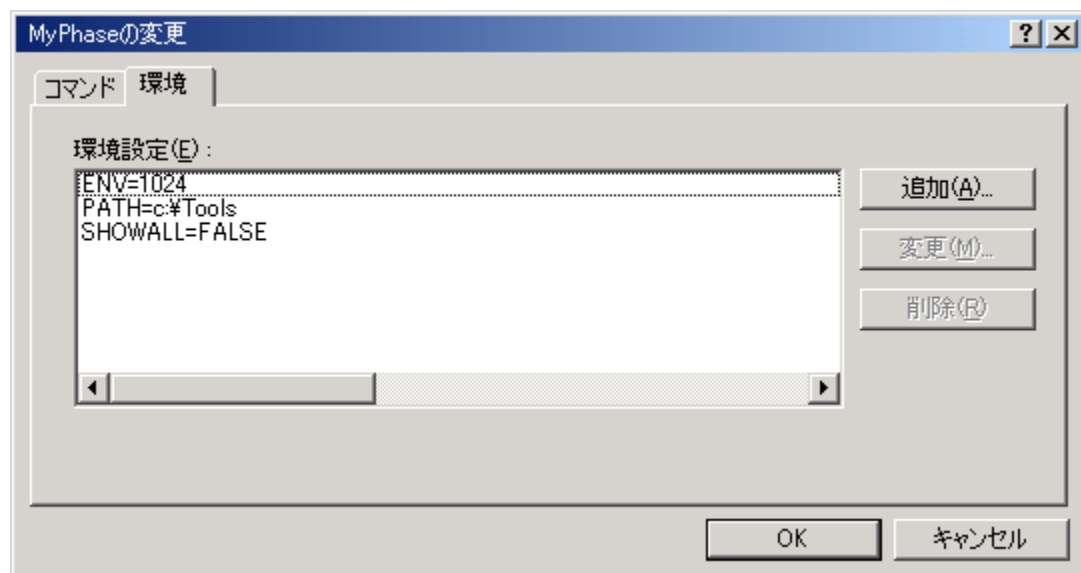 MyPhaseの変更
コマンド 環境
環境設定(E):
ENV=1024
PATH=c:¥Tools
SHOWALL=FALSE
追加(A)...
変更(M)...
削除(R)
OK キャンセル